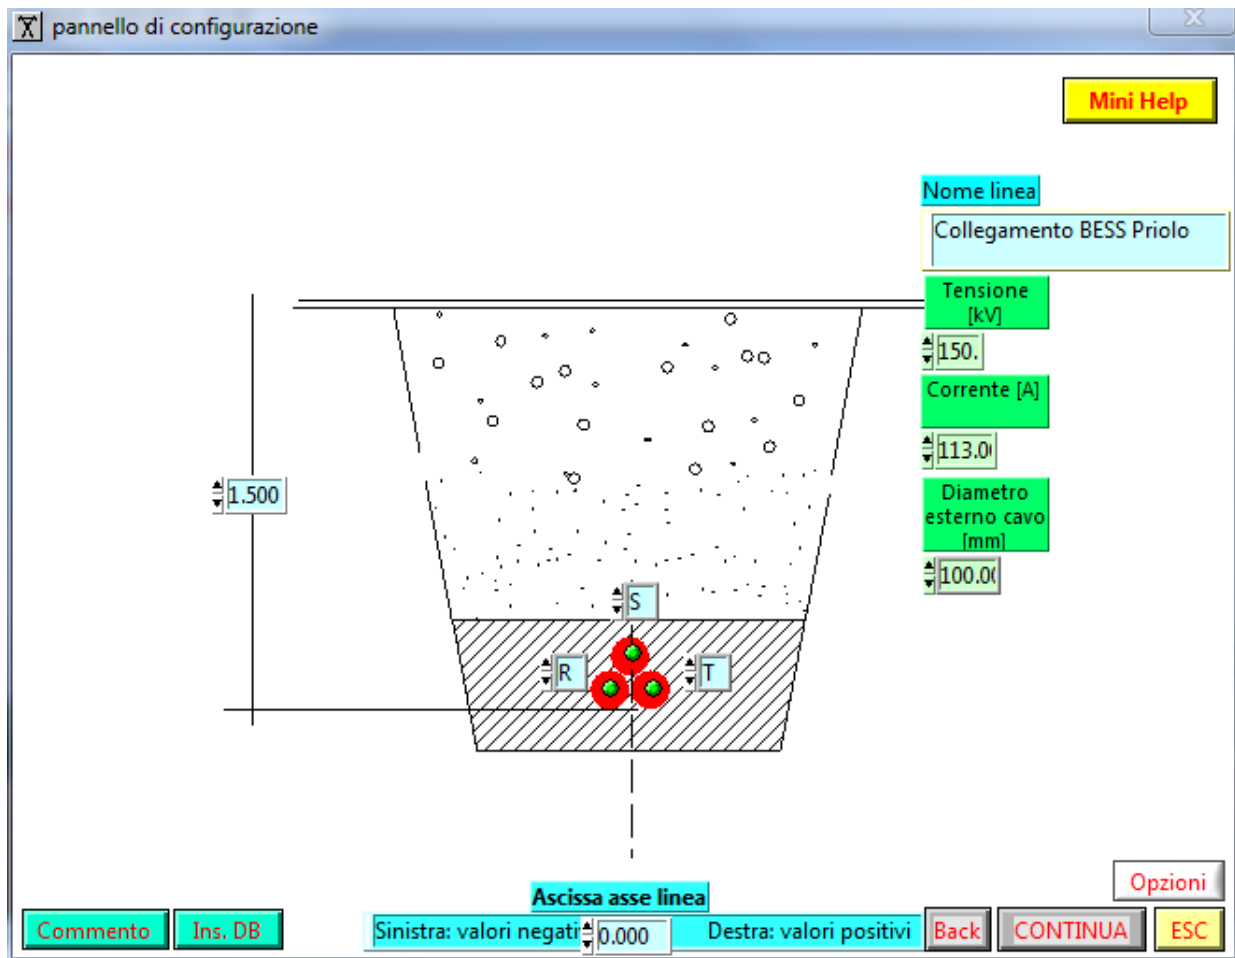 pannello di configurazione
Mini Help
Nome linea
Collegamento BESS Priolo
Tensione
[kV]
150.
Corrente [A]
113.0
Diametro
esterno cavo
[mm]
100.0
1.500
S
R
T
Ascissa asse linea
Sinistra: valori negati
0.000
Destra: valori positivi
Opzioni
Commento
Ins. DB
Back
CONTINUA
ESC